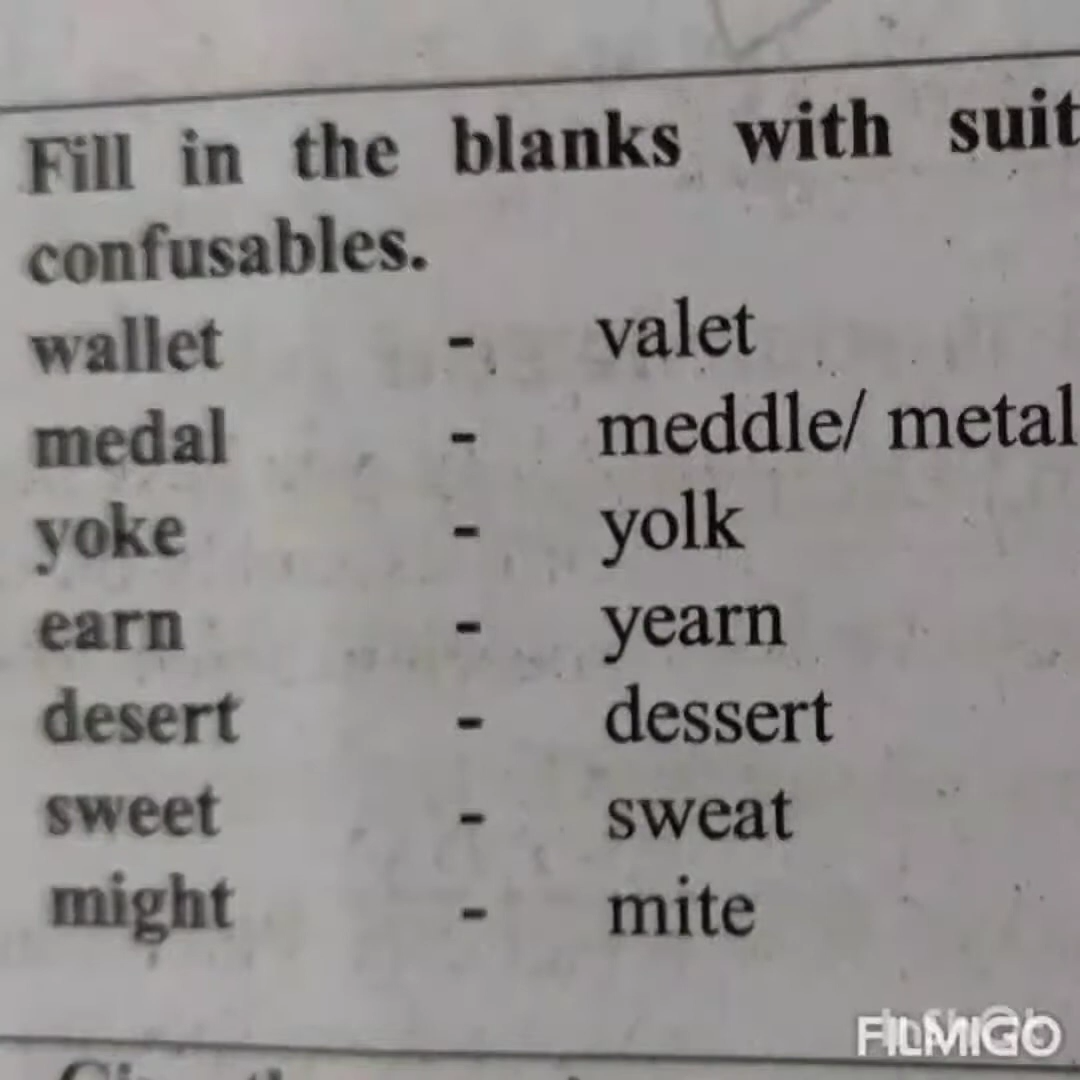 Fill in the blanks with suit
confusables.
wallet - valet
medal - meddle/ metal
yoke - yolk
earn - yearn
desert - dessert
sweet - sweat
might - mite
FILMIGO